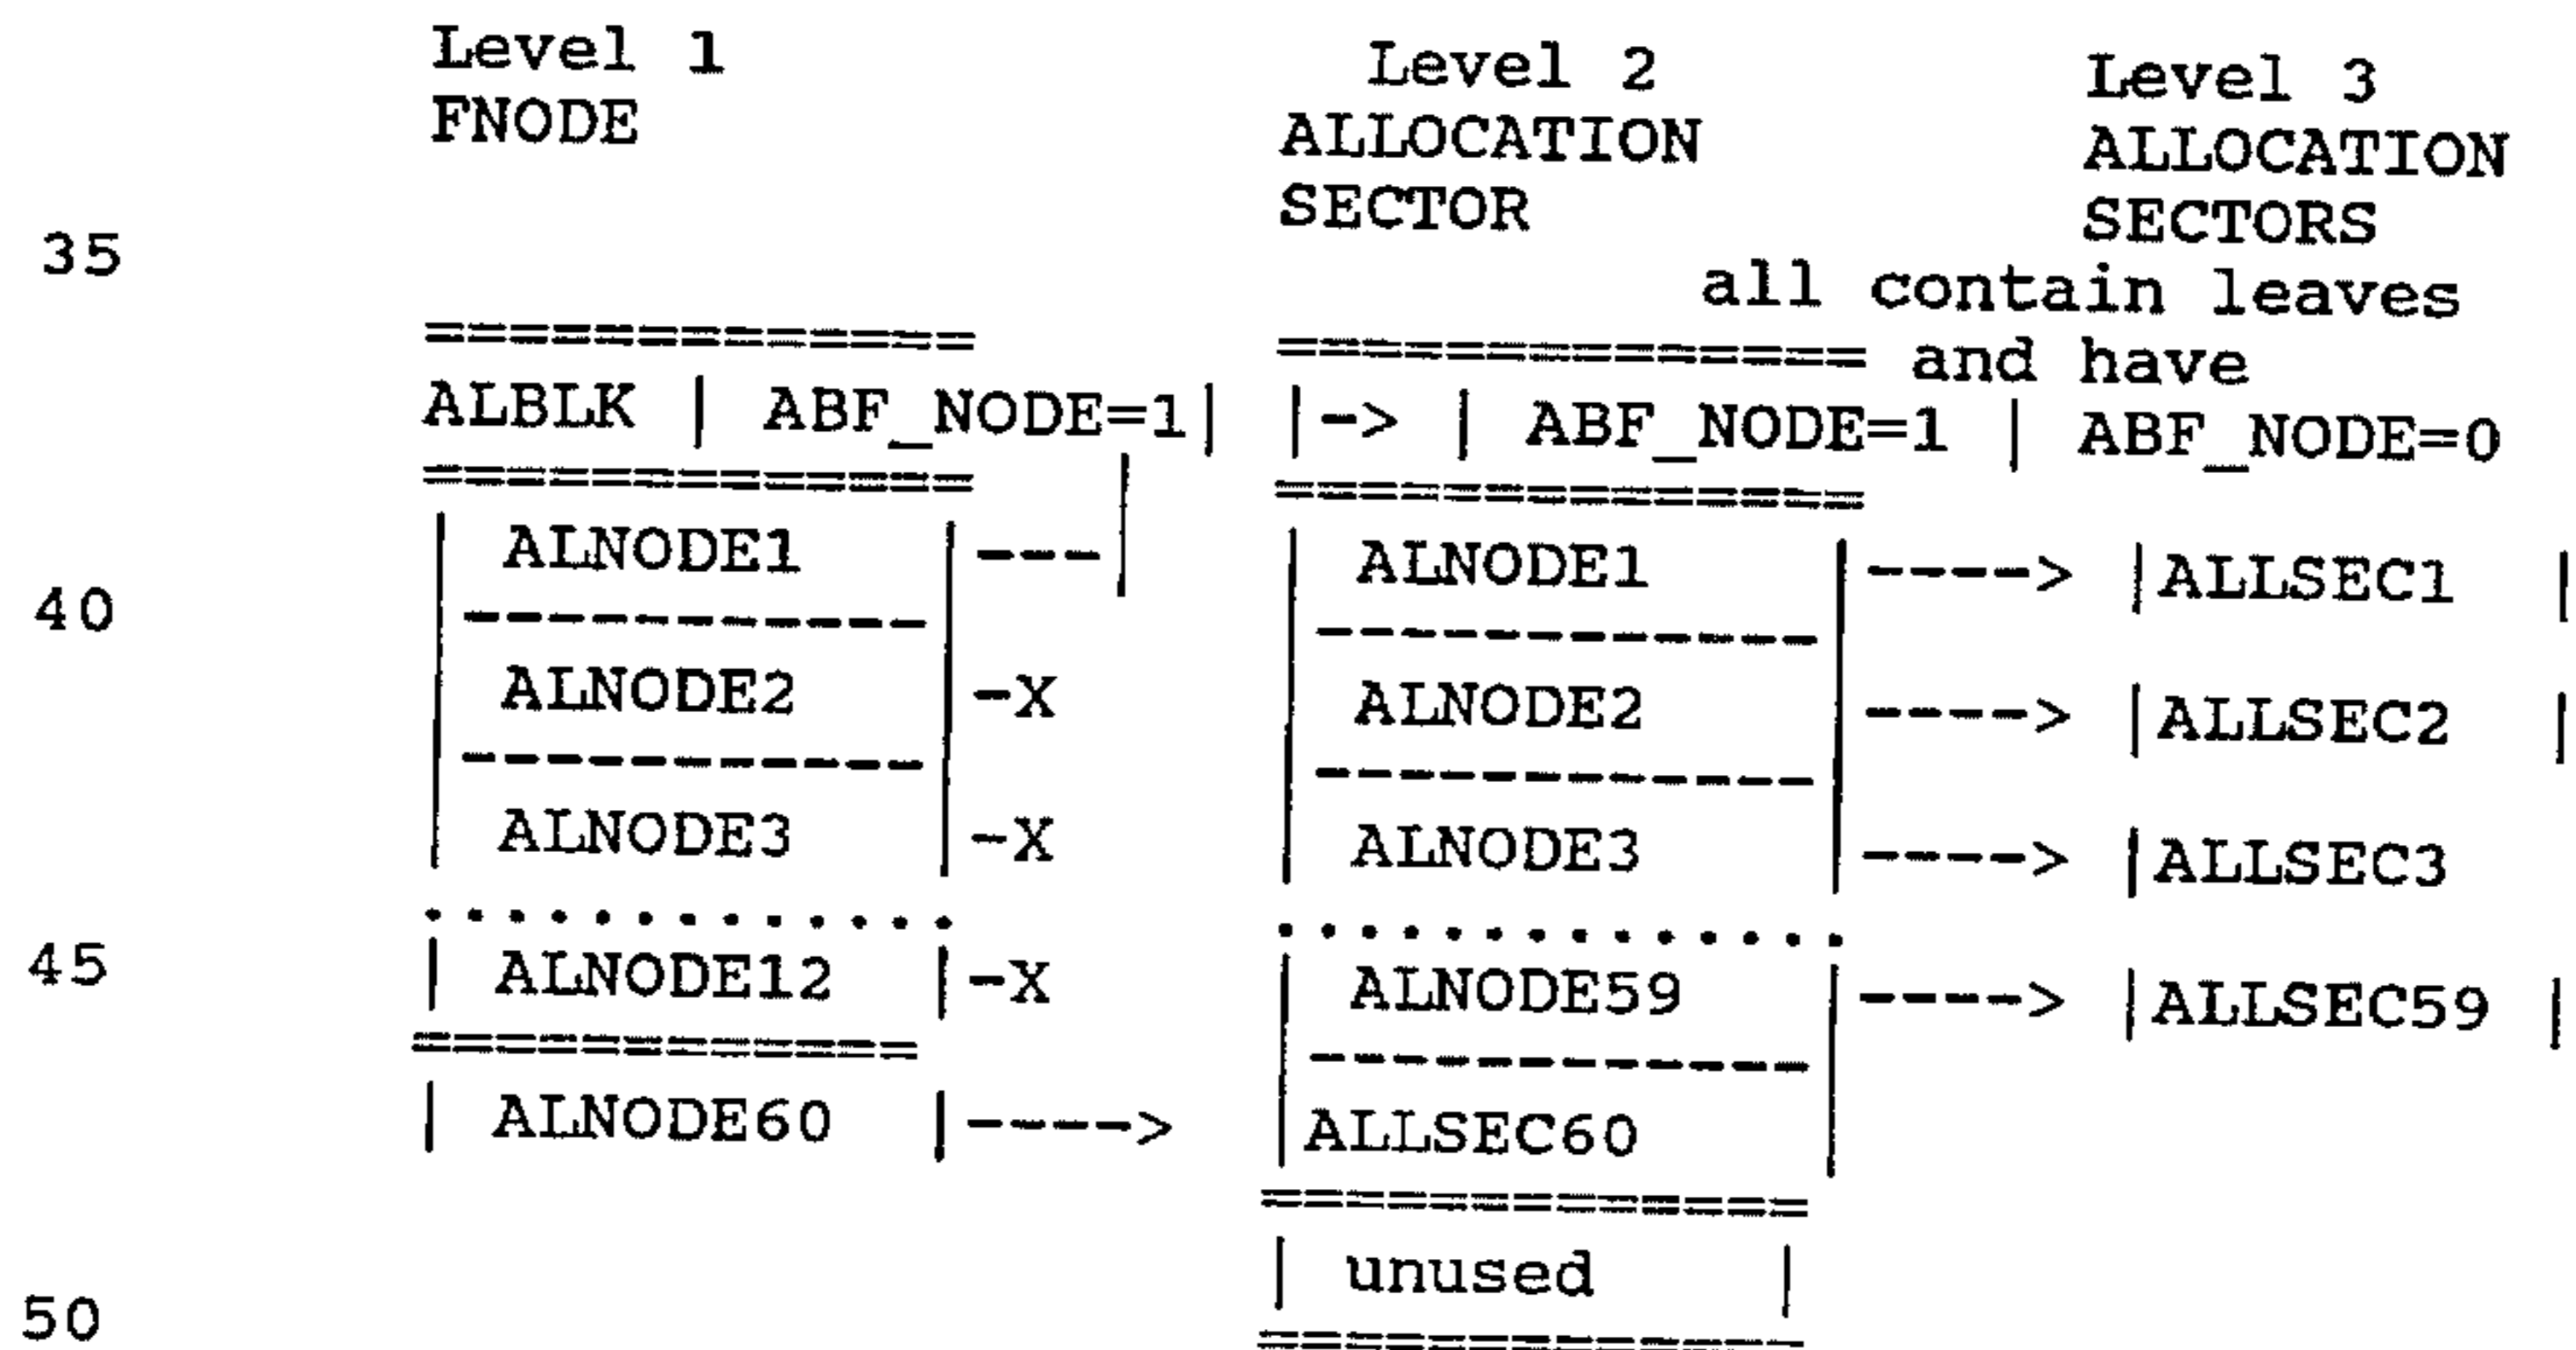 Level 1 Level 2 Level 3
FNODE ALLOCATION ALLOCATION
SECTOR SECTORS
35 all contain leaves
============= ============== and have
ALBLK | ABF_NODE=1| |-> | ABF_NODE=1 | ABF_NODE=0
============= ==============
| ALNODE1 |---| | ALNODE1 |----> |ALLSEC1 |
40 |-----------| |------------|
| ALNODE2 |-X | ALNODE2 |----> |ALLSEC2 |
|-----------| |------------|
| ALNODE3 |-X | ALNODE3 |----> |ALLSEC3
............. ..............
45 | ALNODE12 |-X | ALNODE59 |----> |ALLSEC59 |
============ |------------|
| ALNODE60 |----> |ALLSEC60 |
=============
| unused |
50 =============